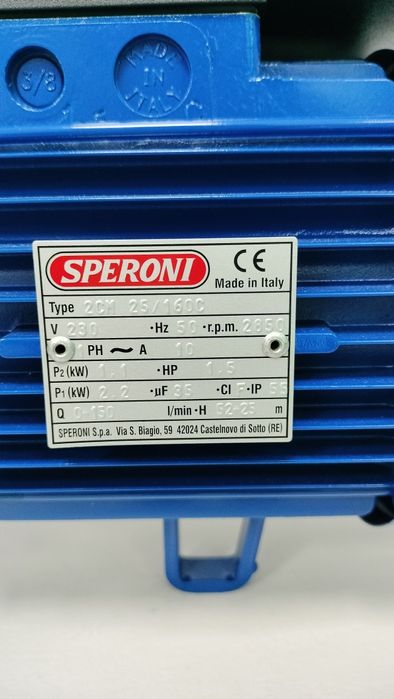 3/8
MADE IN ITALY
SPERONI
CE
Made in Italy
Type 2CM 25/160C
V 230 ·Hz 50 ·r.p.m. 2850
PH ~ A 10
P2 (kW) 1.1 ·HP 1.5
P1 (kW) 2.2 ·µF 35 ·Cl F ·IP 55
Q 0-150 l/min ·H 52-25 m
SPERONI S.p.a. Via S. Biagio, 59 42024 Castelnovo di Sotto (RE)